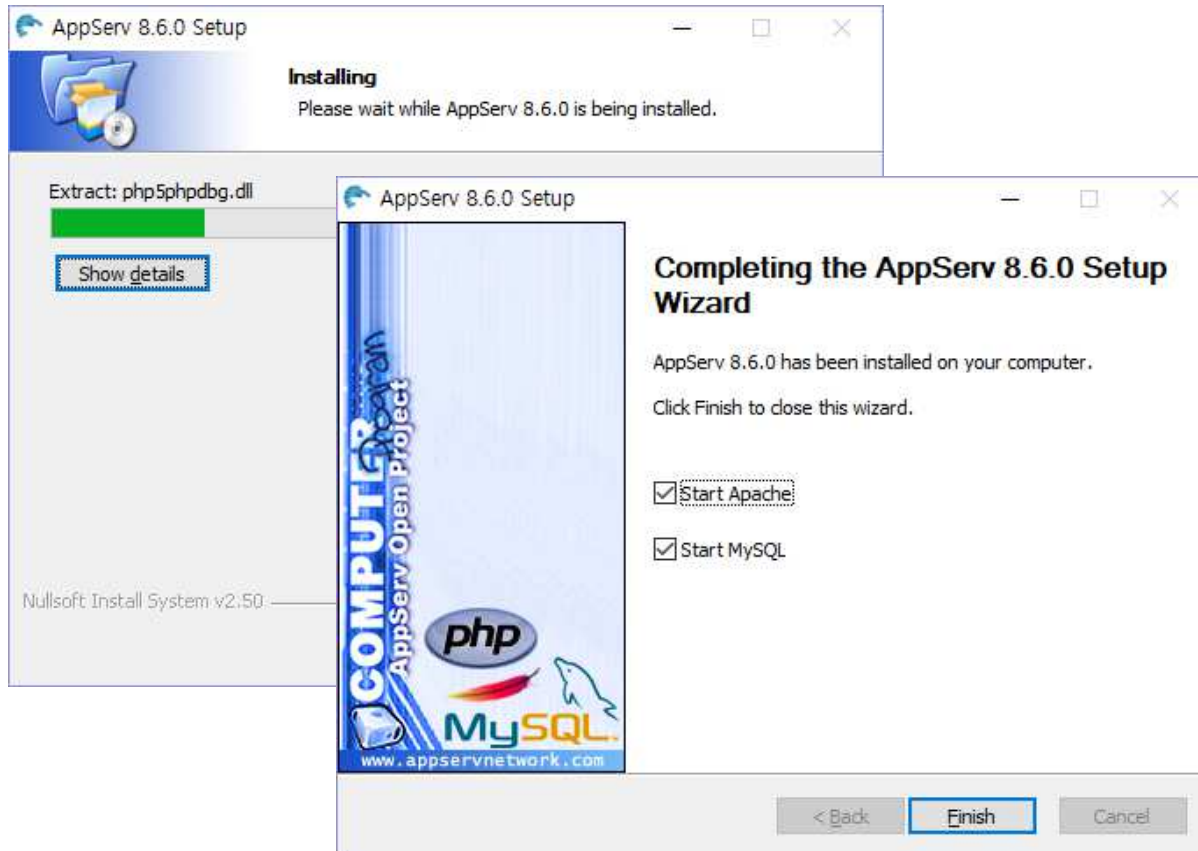 AppServ 8.6.0 Setup
Installing
Please wait while AppServ 8.6.0 is being installed.
Extract: php5phpdbg.dll
Show details
Nullsoft Install System v2.50
AppServ 8.6.0 Setup
COMPUTER
Program
AppServ Open Project
php
MySQL.
www.appservnetwork.com
Completing the AppServ 8.6.0 Setup
Wizard
AppServ 8.6.0 has been installed on your computer.
Click Finish to close this wizard.
Start Apache
Start MySQL
< Back
Finish
Cancel